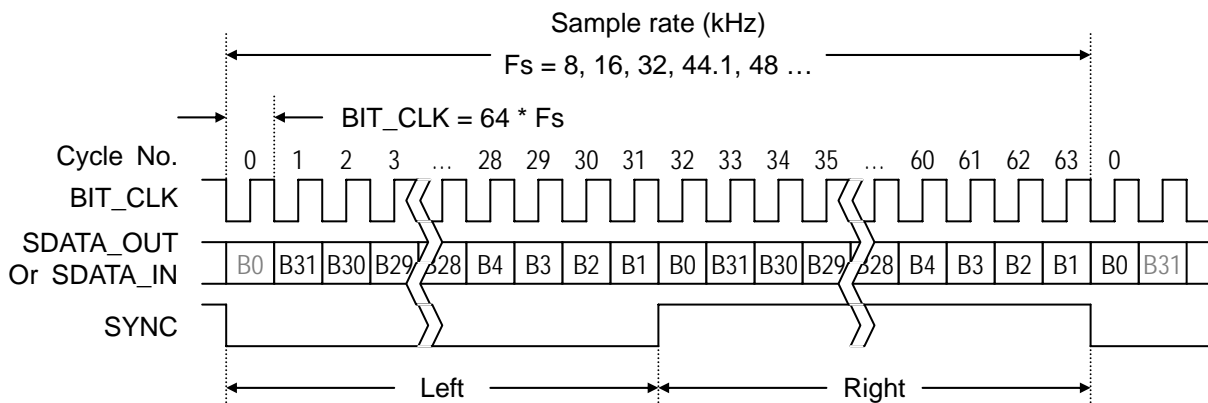 Sample rate (kHz)
Fs = 8, 16, 32, 44.1, 48 …
BIT_CLK = 64 * Fs
Cycle No. 0 1 2 3 ... 28 29 30 31 32 33 34 35 ... 60 61 62 63 0
BIT_CLK
SDATA_OUT
Or SDATA_IN
B0 B31 B30 B29 B28 B4 B3 B2 B1 B0 B31 B30 B29 B28 B4 B3 B2 B1 B0 B31
SYNC
Left Right